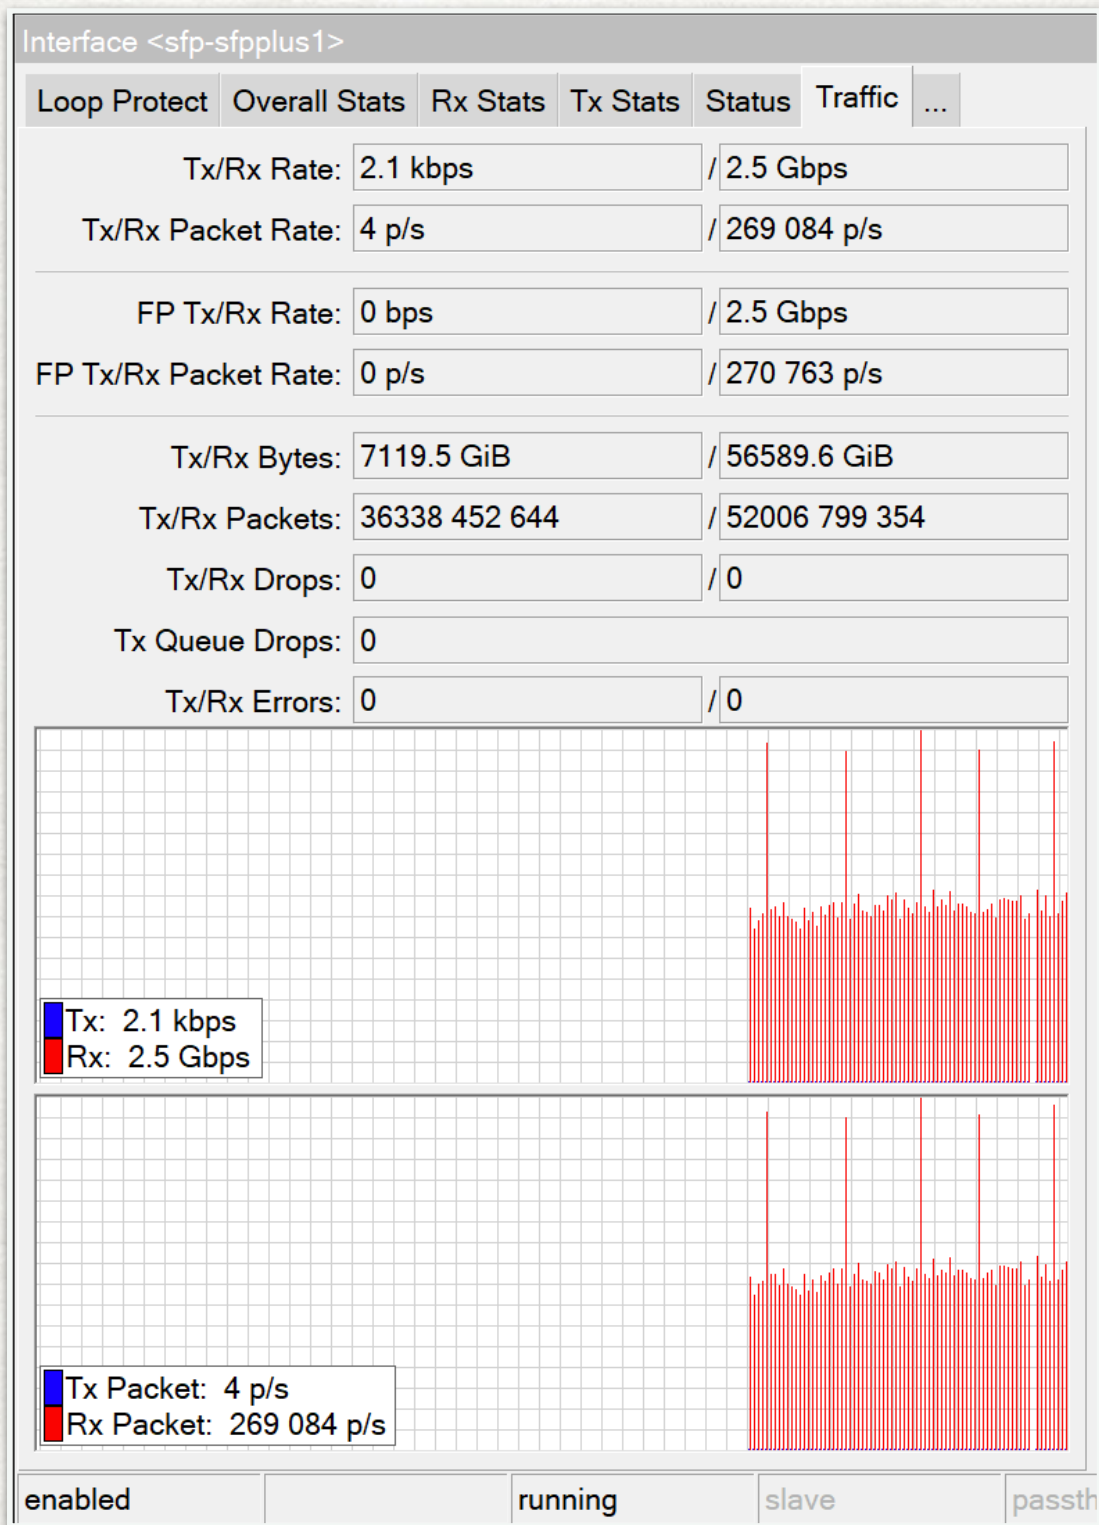 Interface <sfp-sfpplus1>
Loop Protect Overall Stats Rx Stats Tx Stats Status Traffic ...
Tx/Rx Rate: 2.1 kbps / 2.5 Gbps
Tx/Rx Packet Rate: 4 p/s / 269 084 p/s
FP Tx/Rx Rate: 0 bps / 2.5 Gbps
FP Tx/Rx Packet Rate: 0 p/s / 270 763 p/s
Tx/Rx Bytes: 7119.5 GiB / 56589.6 GiB
Tx/Rx Packets: 36338 452 644 / 52006 799 354
Tx/Rx Drops: 0 / 0
Tx Queue Drops: 0
Tx/Rx Errors: 0 / 0
Tx: 2.1 kbps
Rx: 2.5 Gbps
Tx Packet: 4 p/s
Rx Packet: 269 084 p/s
enabled running slave passth